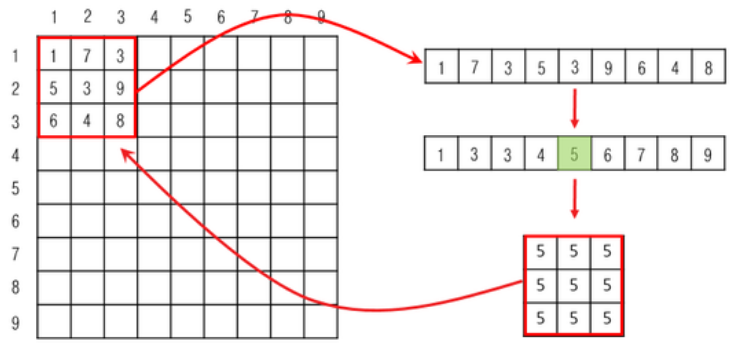 1 2 3 4 5 6 7 8 9
1 1 7 3
2 5 3 9
3 6 4 8
4
5
6
7
8
9
1 7 3 5 3 9 6 4 8
1 3 3 4 5 6 7 8 9
5 5 5
5 5 5
5 5 5